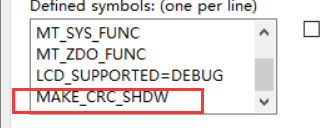 Defined symbols: (one per line)
MT_SYS_FUNC
MT_ZDO_FUNC
LCD_SUPPORTED=DEBUG
MAKE_CRC_SHDW